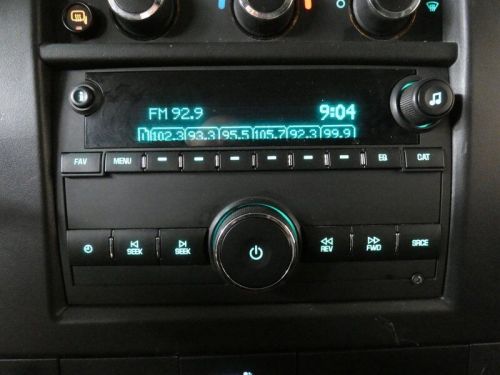 FM 92.9 9:04
1 102.3 93.3 95.5 105.7 92.3 99.9
FAV MENU EQ CAT
SEEK SEEK REV FWD SRCE